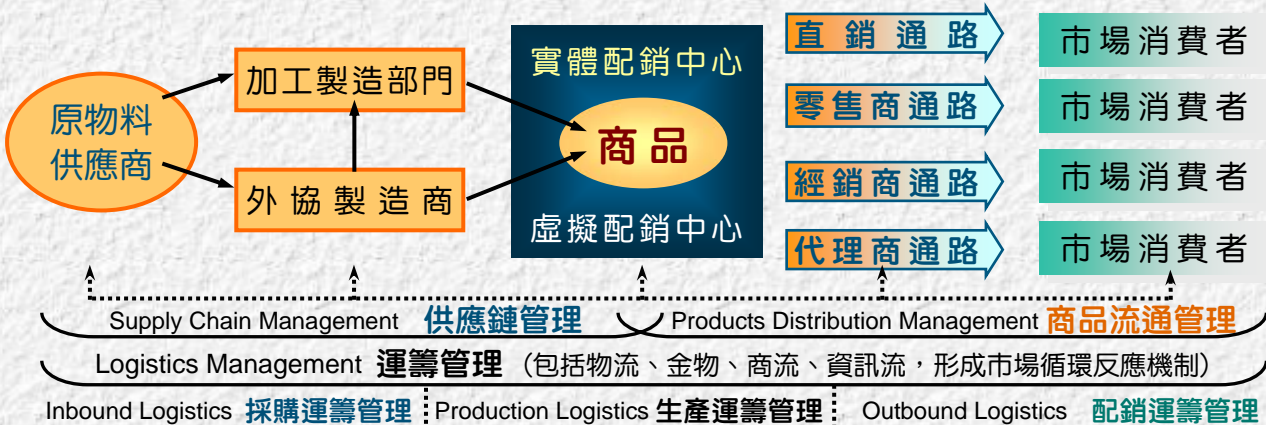 原物料
供應商
加工製造部門
外協製造商
實體配銷中心
商品
虛擬配銷中心
直銷通路
市場消費者
零售商通路
市場消費者
經銷商通路
市場消費者
代理商通路
市場消費者
Supply Chain Management 供應鏈管理
Products Distribution Management 商品流通管理
Logistics Management 運籌管理（包括物流、金物、商流、資訊流，形成市場循環反應機制）
Inbound Logistics 採購運籌管理
Production Logistics 生產運籌管理
Outbound Logistics 配銷運籌管理